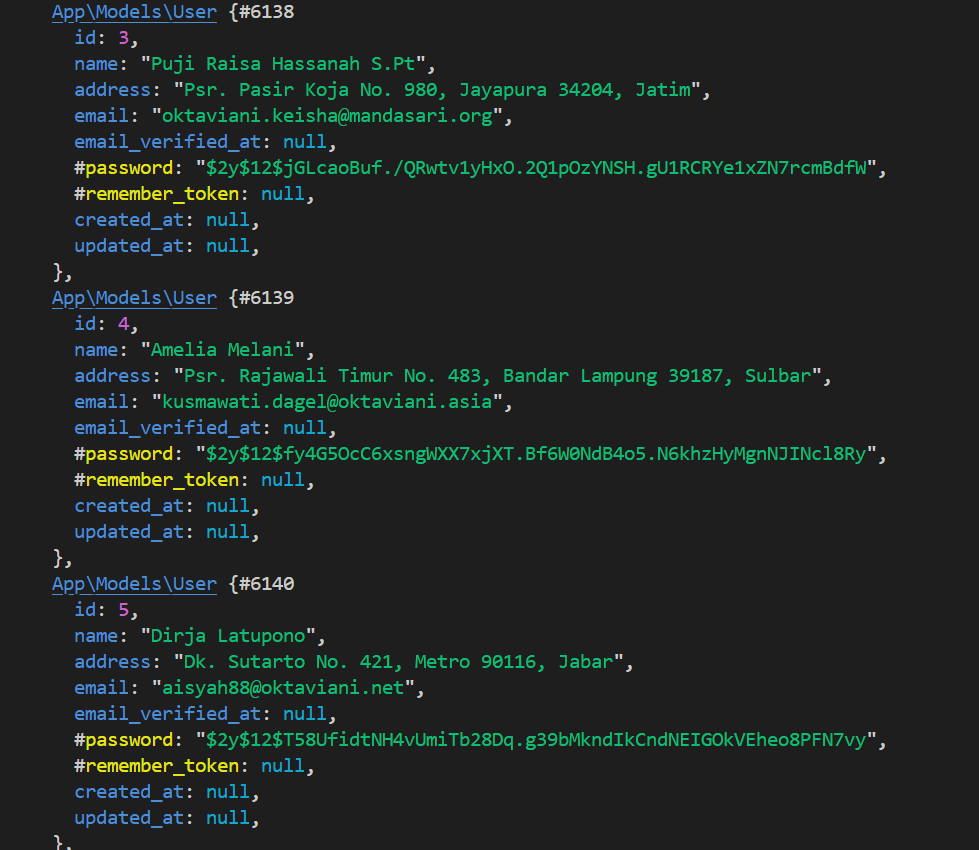 App\Models\User {#6138
id: 3,
name: "Puji Raisa Hassanah S.Pt",
address: "Psr. Pasir Koja No. 980, Jayapura 34204, Jatim",
email: "oktaviani.keisha@mandasari.org",
email_verified_at: null,
#password: "$2y$12$jGLcaoBuf./QRwtv1yHxO.2Q1pOzYNSH.gU1RCRYe1xZN7rcmBdfW",
#remember_token: null,
created_at: null,
updated_at: null,
},
App\Models\User {#6139
id: 4,
name: "Amelia Melani",
address: "Psr. Rajawali Timur No. 483, Bandar Lampung 39187, Sulbar",
email: "kusmawati.dagel@oktaviani.asia",
email_verified_at: null,
#password: "$2y$12$fy4G5OcC6xsngWXX7xjXT.Bf6W0NdB4o5.N6khzHyMgnNJINcl8Ry",
#remember_token: null,
created_at: null,
updated_at: null,
},
App\Models\User {#6140
id: 5,
name: "Dirja Latupono",
address: "Dk. Sutarto No. 421, Metro 90116, Jabar",
email: "aisyah88@oktaviani.net",
email_verified_at: null,
#password: "$2y$12$T58UfidtNH4vUmiTb28Dq.g39bMkndIkCndNEIGOkVEheo8PFN7vy",
#remember_token: null,
created_at: null,
updated_at: null,
},